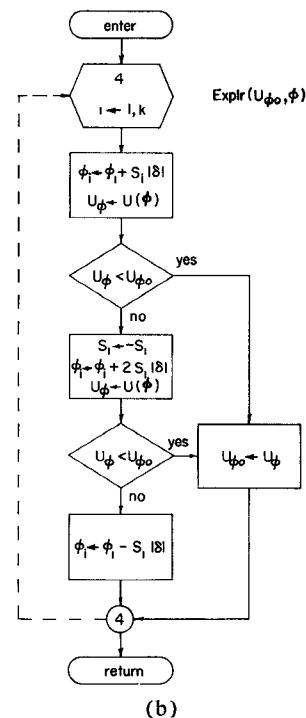 enter
4
i ← 1, k
Explr (Uϕo, ϕ)
ϕi ← ϕi + Si |δ|
Uϕ ← U(ϕ)
Uϕ < Uϕo
yes
no
Si ← -Si
ϕi ← ϕi + 2 Si |δ|
Uϕ ← U(ϕ)
Uϕ < Uϕo
yes
Uϕo ← Uϕ
no
ϕi ← ϕi - Si |δ|
4
return
(b)